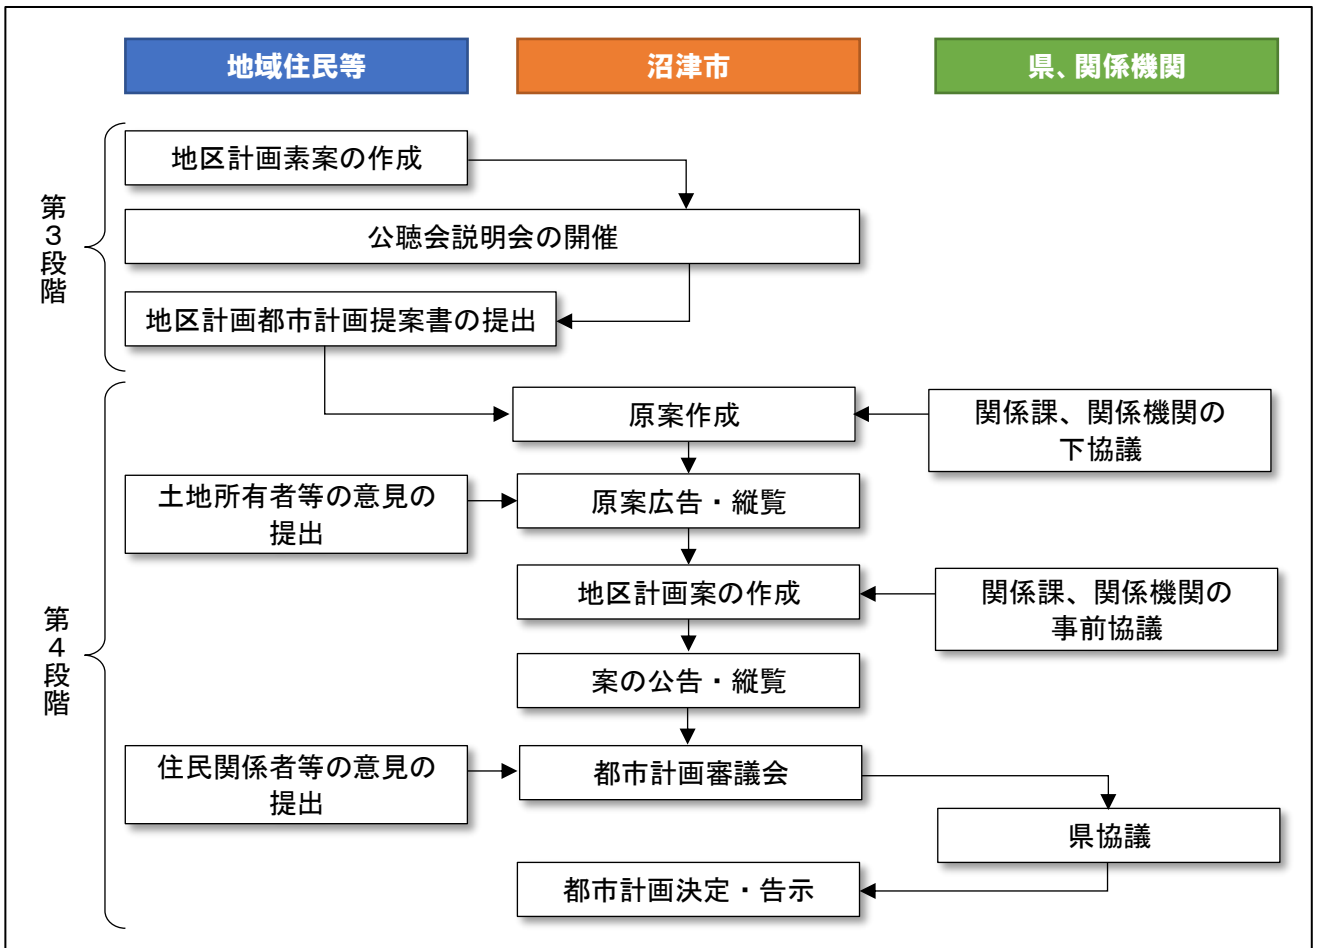 地域住民等
沼津市
県、関係機関
第3段階
地区計画素案の作成
公聴会説明会の開催
地区計画都市計画提案書の提出
第4段階
原案作成
関係課、関係機関の
下協議
土地所有者等の意見の
提出
原案広告・縦覧
地区計画案の作成
関係課、関係機関の
事前協議
案の公告・縦覧
住民関係者等の意見の
提出
都市計画審議会
県協議
都市計画決定・告示